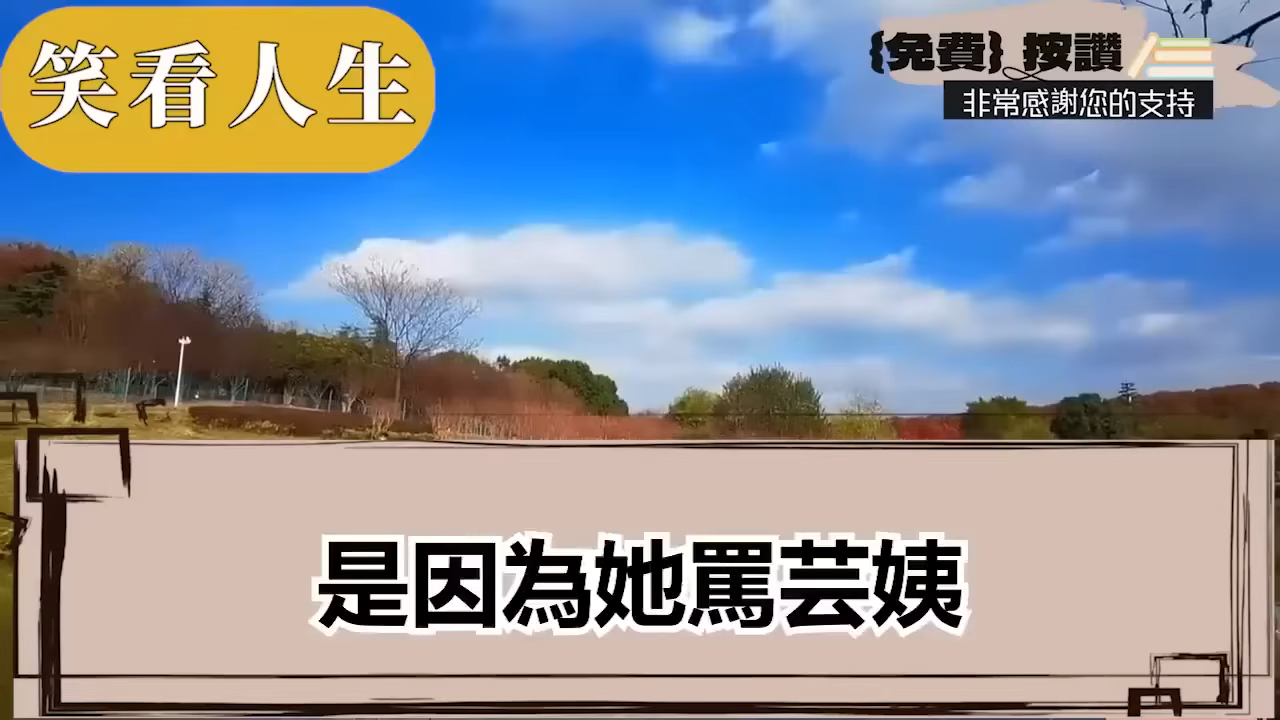 笑看人生
{免費} 按讚
非常感謝您的支持
是因為她罵芸姨